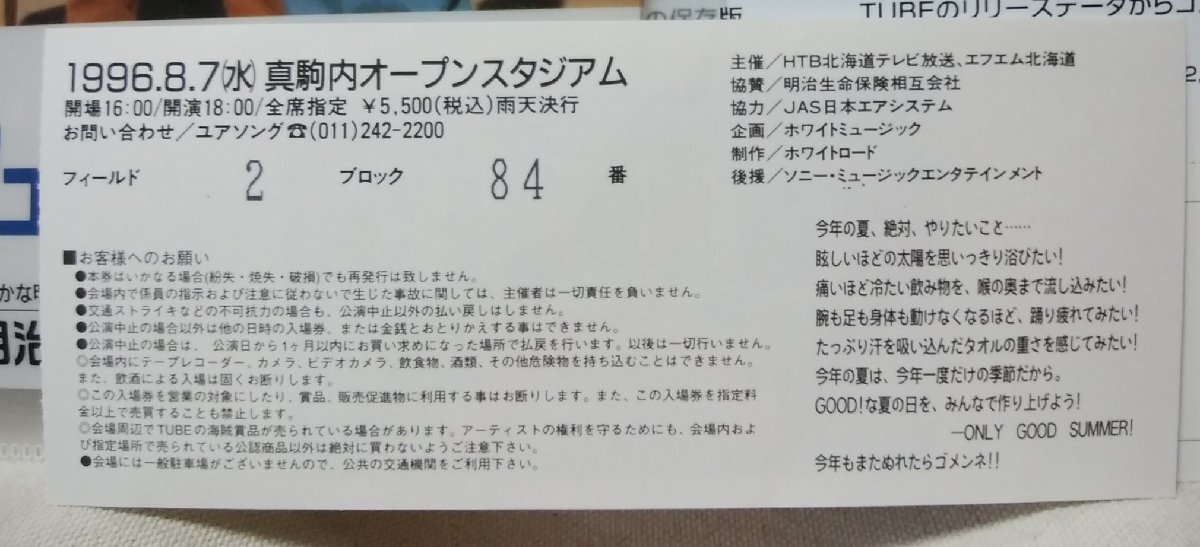 の保存版
TUBEのリリースデータからコ
1996.8.7(水) 真駒内オープンスタジアム
開場16:00/開演18:00/全席指定 ¥5,500(税込)雨天決行
お問い合わせ/ユアソング☎(011)242-2200
フィールド 2 ブロック 84 番
主催/HTB北海道テレビ放送、エフエム北海道
協賛/明治生命保険相互会社
協力/JAS日本エアシステム
企画/ホワイトミュージック
制作/ホワイトロード
後援/ソニー・ミュージックエンタテインメント
■お客様へのお願い
●本券はいかなる場合(紛失・焼失・破損)でも再発行は致しません。
●会場内で係員の指示および注意に従わないで生じた事故に関しては、主催者は一切責任を負いません。
●交通ストライキなどの不可抗力の場合も、公演中止以外の払い戻しはしません。
●公演中止の場合以外は他の日時の入場券、または金銭とおとりかえする事はできません。
●公演中止の場合は、公演日から1ヶ月以内にお買い求めになった場所で払戻を行います。以後は一切行いません。
◎会場内にテープレコーダー、カメラ、ビデオカメラ、飲食物、酒類、その他危険物を持ち込むことはできません。
また、飲酒による入場は固くお断りします。
◎この入場券を営業の対象にしたり、賞品、販売促進物に利用する事はお断りします。また、この入場券を指定料
金以上で売買することも禁止します。
◎会場周辺でTUBEの海賊賞品が売られている場合があります。アーティストの権利を守るためにも、会場内およ
び指定場所で売られている公認商品以外は絶対に買わないようご注意下さい。
●会場には一般駐車場がございませんので、公共の交通機関をご利用下さい。
今年の夏、絶対、やりたいこと……
眩しいほどの太陽を思いっきり浴びたい!
痛いほど冷たい飲み物を、喉の奥まで流し込みたい!
腕も足も身体も動けなくなるほど、踊り疲れてみたい!
たっぷり汗を吸い込んだタオルの重さを感じてみたい!
今年の夏は、今年一度だけの季節だから。
GOOD!な夏の日を、みんなで作り上げよう!
—ONLY GOOD SUMMER!
今年もまたぬれたらゴメンネ!!
かな
明治